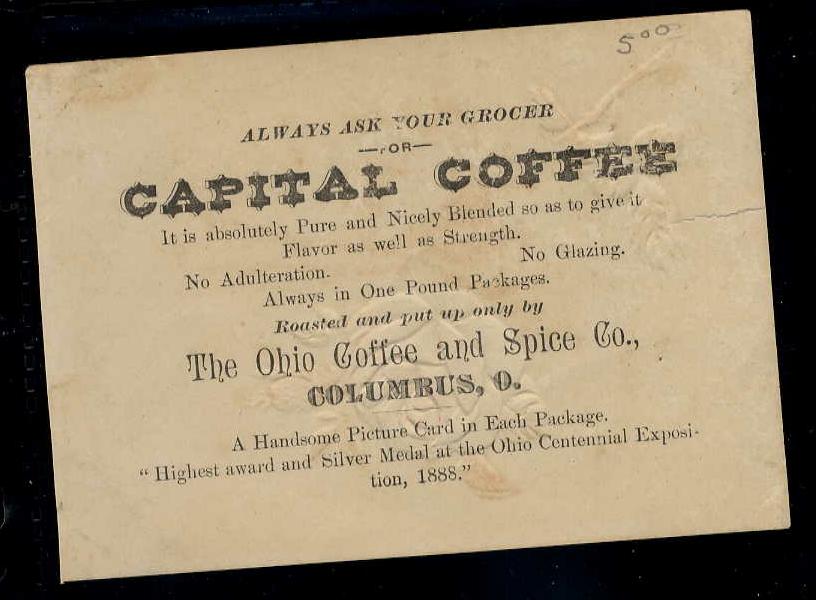 5 00
ALWAYS ASK YOUR GROCER
—FOR—
CAPITAL COFFEE
It is absolutely Pure and Nicely Blended so as to give it
Flavor as well as Strength.
No Adulteration. No Glazing.
Always in One Pound Packages.
Roasted and put up only by
The Ohio Coffee and Spice Co.,
COLUMBUS, O.
A Handsome Picture Card in Each Package.
“Highest award and Silver Medal at the Ohio Centennial Exposi-
tion, 1888.”